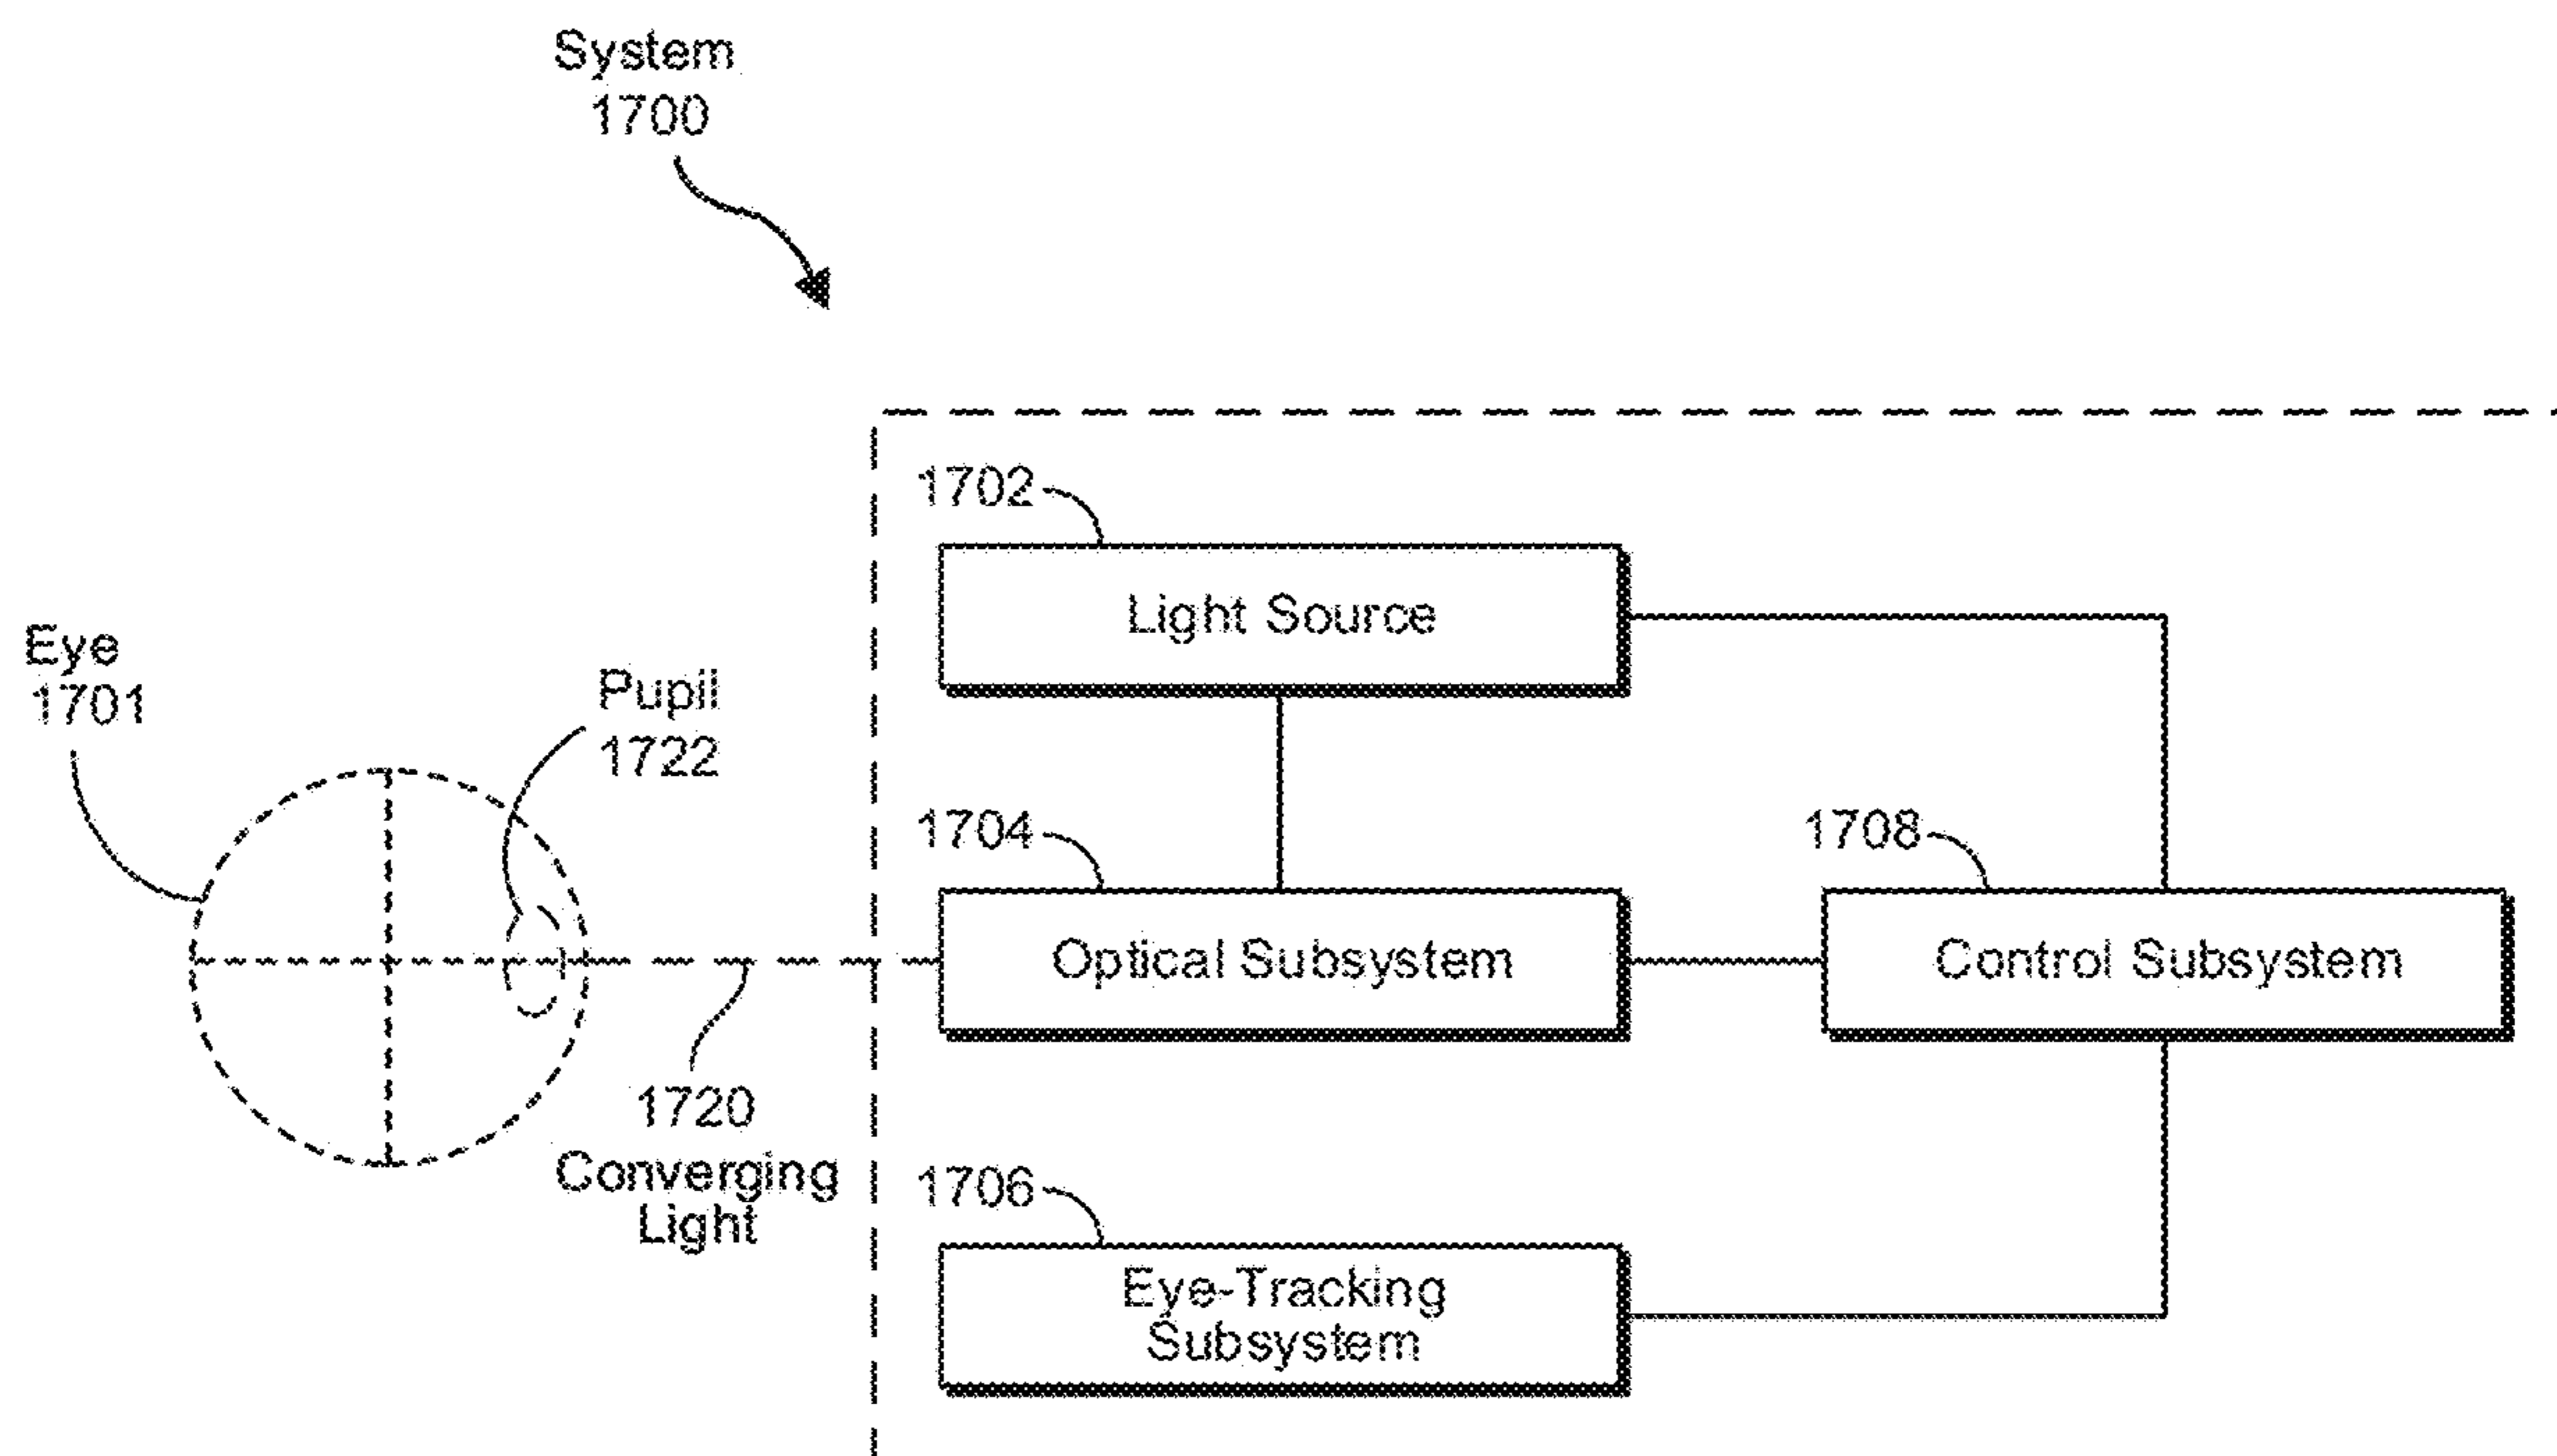 System
1700
1702
Light Source
Eye
1701
Pupil
1722
1704
1708
Optical Subsystem
Control Subsystem
1720
Converging
Light
1706
Eye-Tracking
Subsystem